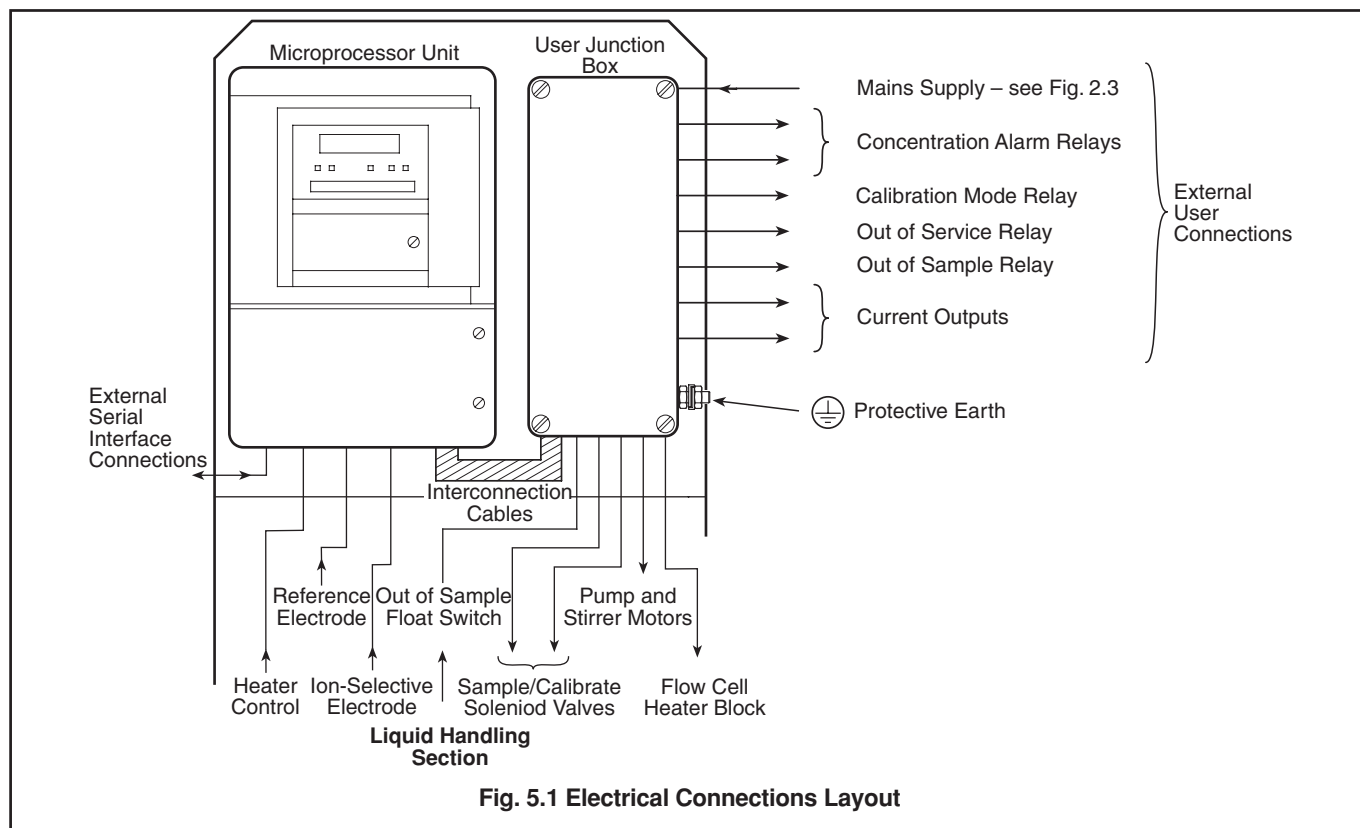 Microprocessor Unit
User Junction
Box
Mains Supply – see Fig. 2.3
Concentration Alarm Relays
Calibration Mode Relay
Out of Service Relay
Out of Sample Relay
Current Outputs
External
User
Connections
Protective Earth
External
Serial
Interface
Connections
Interconnection
Cables
Reference
Electrode
Out of Sample
Float Switch
Pump and
Stirrer Motors
Heater
Control
Ion-Selective
Electrode
Sample/Calibrate
Soleniod Valves
Flow Cell
Heater Block
Liquid Handling
Section
Fig. 5.1 Electrical Connections Layout